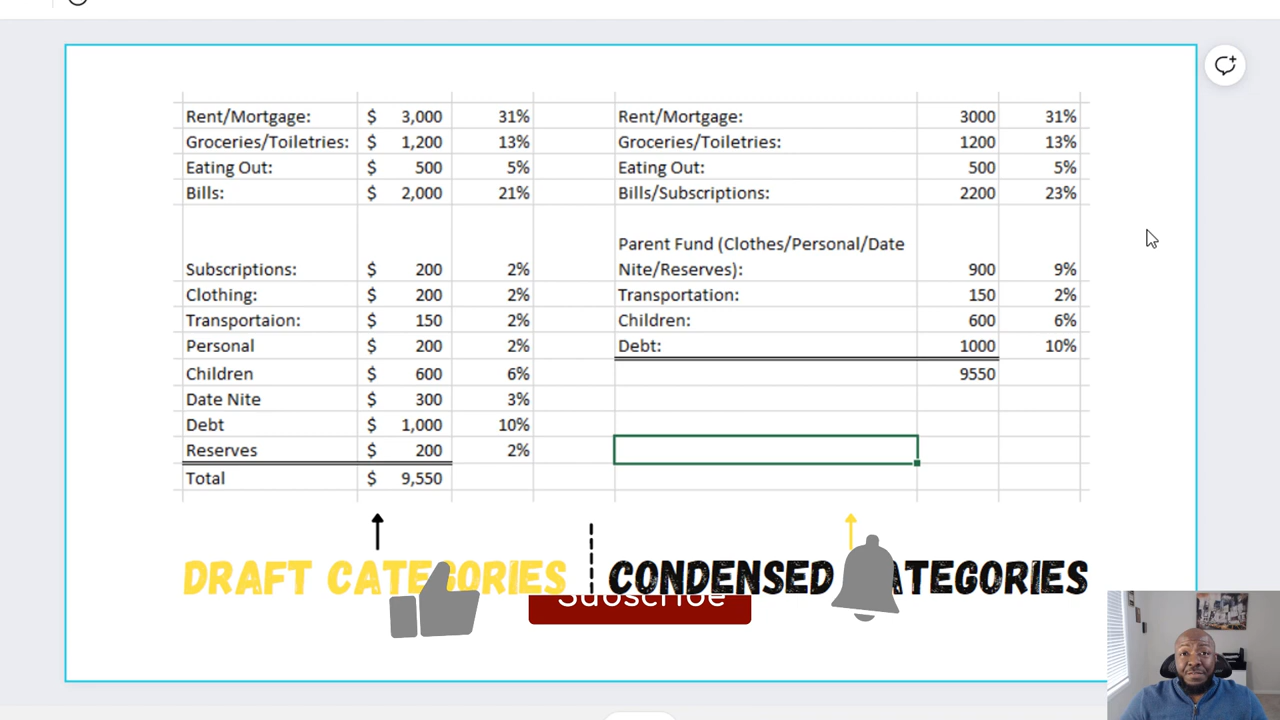 Rent/Mortgage: $ 3,000 31%
Groceries/Toiletries: $ 1,200 13%
Eating Out: $ 500 5%
Bills: $ 2,000 21%
Subscriptions: $ 200 2%
Clothing: $ 200 2%
Transportaion: $ 150 2%
Personal $ 200 2%
Children $ 600 6%
Date Nite $ 300 3%
Debt $ 1,000 10%
Reserves $ 200 2%
Total $ 9,550
Rent/Mortgage: 3000 31%
Groceries/Toiletries: 1200 13%
Eating Out: 500 5%
Bills/Subscriptions: 2200 23%
Parent Fund (Clothes/Personal/Date
Nite/Reserves): 900 9%
Transportation: 150 2%
Children: 600 6%
Debt: 1000 10%
9550
DRAFT CATEGORIES
CONDENSED CATEGORIES
Subscribe